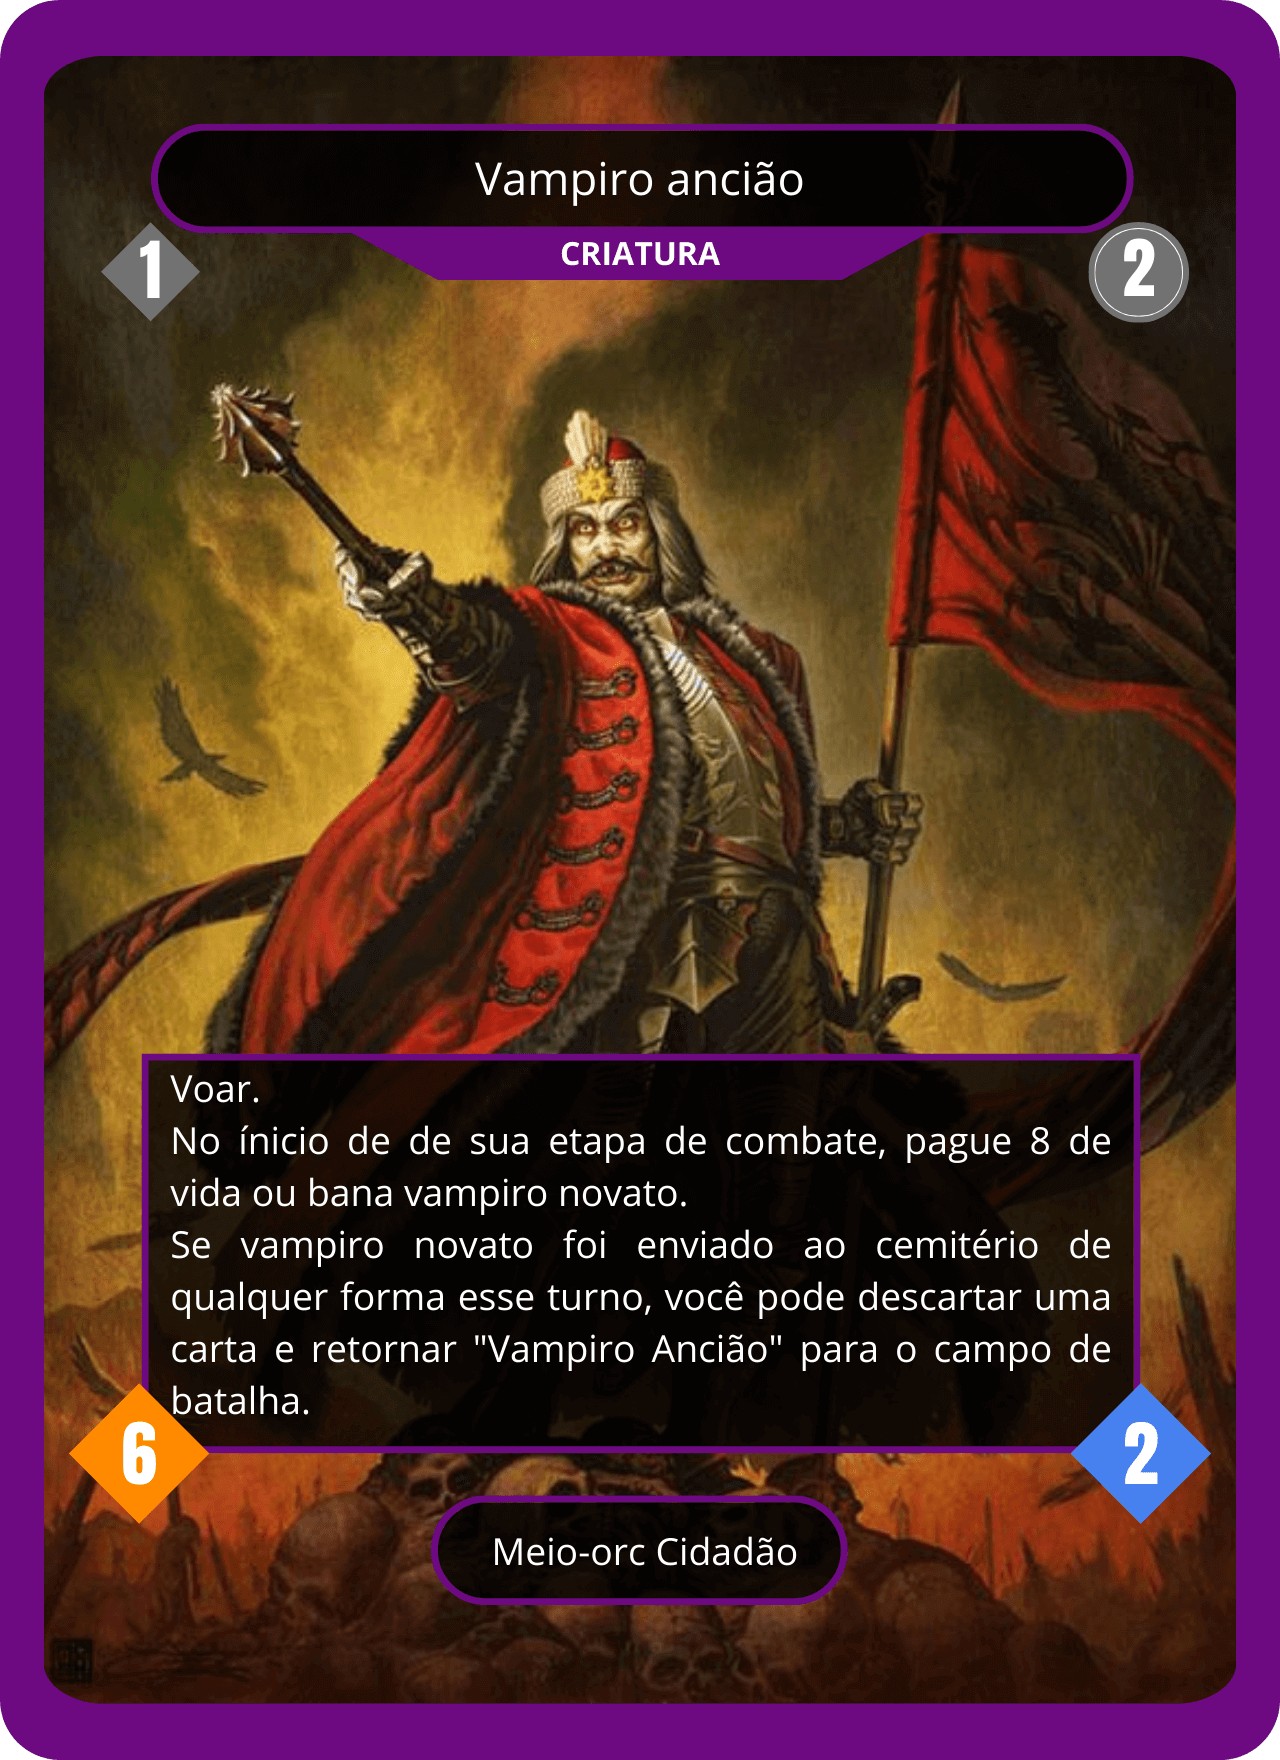 Vampiro ancião
CRIATURA
1
2
Voar.
No ínicio de de sua etapa de combate, pague 8 de
vida ou bana vampiro novato.
Se vampiro novato foi enviado ao cemitério de
qualquer forma esse turno, você pode descartar uma
carta e retornar "Vampiro Ancião" para o campo de
batalha.
6
2
Meio-orc Cidadão